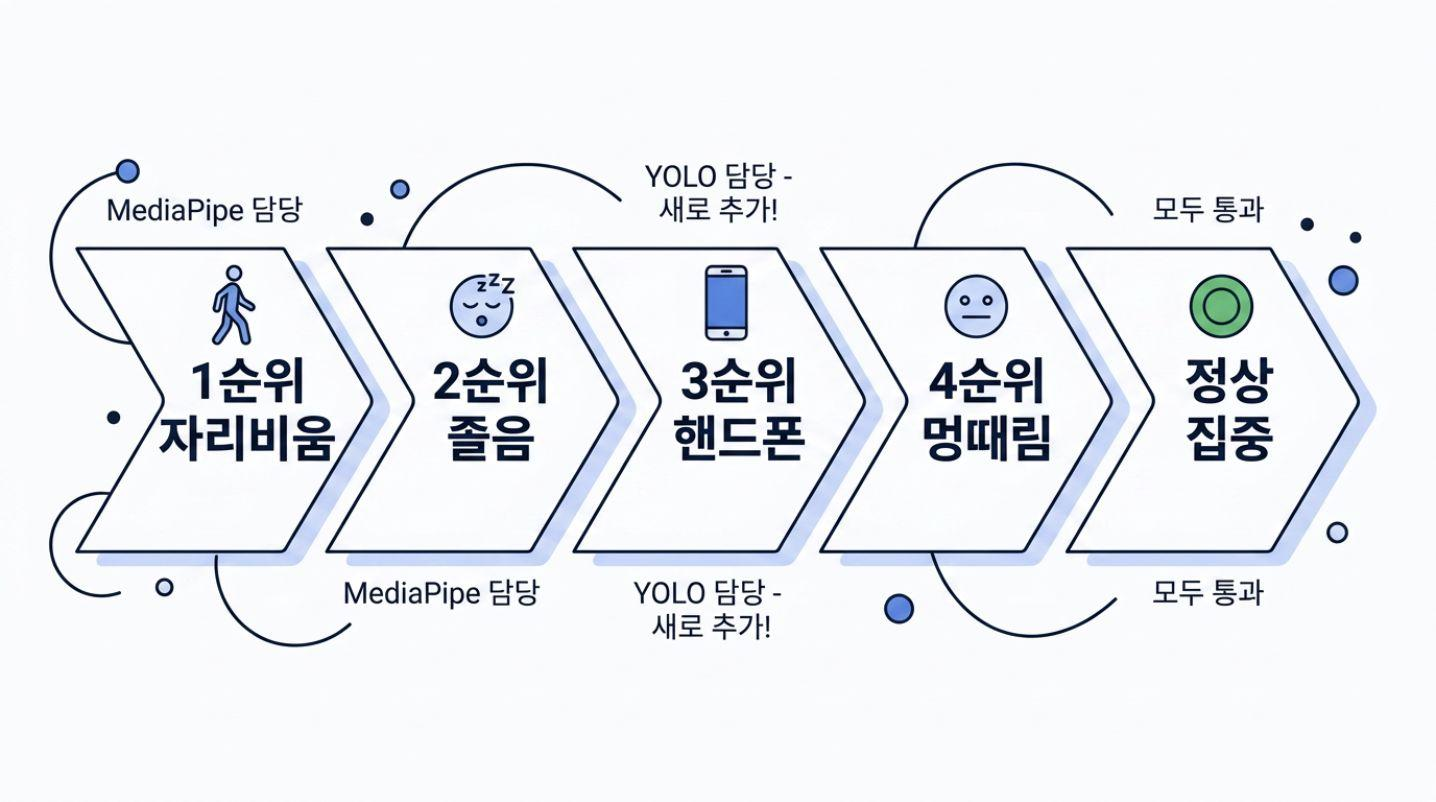 MediaPipe 담당
YOLO 담당 -
새로 추가!
모두 통과
zzZ
1순위
자리비움
2순위
졸음
3순위
핸드폰
4순위
멍때림
정상
집중
MediaPipe 담당
YOLO 담당 -
새로 추가!
모두 통과